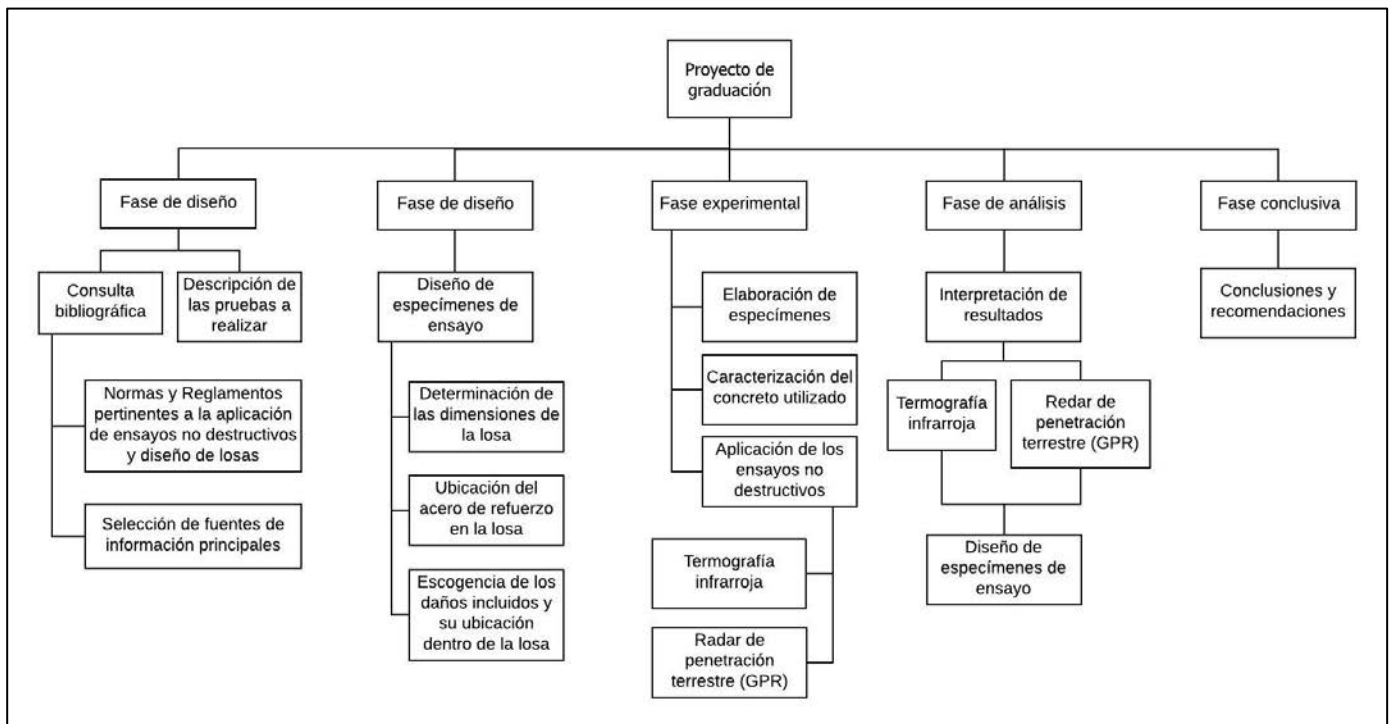 Proyecto de
graduación
Fase de diseño
Consulta
bibliográfica
Descripción de
las pruebas a
realizar
Normas y Reglamentos
pertinentes a la aplicación
de ensayos no destructivos
y diseño de losas
Selección de fuentes de
información principales
Fase de diseño
Diseño de
especímenes de
ensayo
Determinación de
las dimensiones de
la losa
Ubicación del
acero de refuerzo
en la losa
Escogencia de los
daños incluidos y
su ubicación
dentro de la losa
Fase experimental
Elaboración de
especímenes
Caracterización del
concreto utilizado
Aplicación de los
ensayos no
destructivos
Termografía
infrarroja
Radar de
penetración
terrestre (GPR)
Fase de análisis
Interpretación de
resultados
Termografía
infrarroja
Redar de
penetración
terrestre (GPR)
Diseño de
especímenes de
ensayo
Fase conclusiva
Conclusiones y
recomendaciones